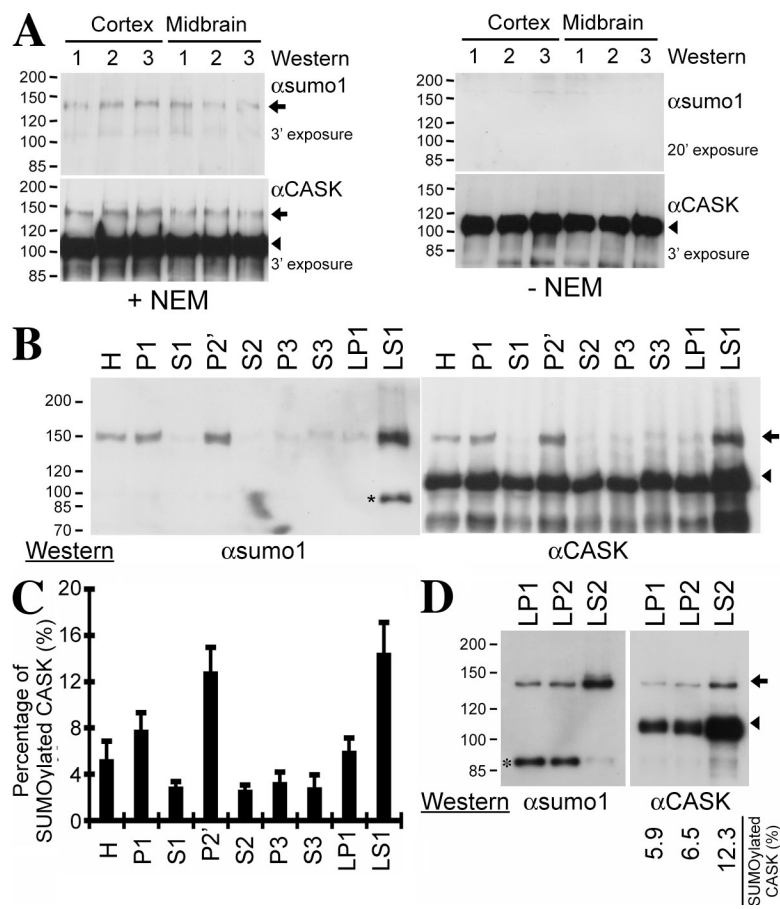 A
Cortex Midbrain
1 2 3 1 2 3 Western
200
150
120
100
85
αsumo1
3' exposure
200
150
120
100
85
αCASK
3' exposure
+ NEM
Cortex Midbrain
1 2 3 1 2 3 Western
200
150
120
100
85
αsumo1
20' exposure
150
120
100
85
αCASK
3' exposure
- NEM
B
H P1 S1 P2' S2 P3 S3 LP1 LS1
H P1 S1 P2' S2 P3 S3 LP1 LS1
200
150
120
100
85
70
*
Western αsumo1 αCASK
C
Percentage of
SUMOylated CASK (%)
20
16
12
8
4
0
H P1 S1 P2' S2 P3 S3 LP1 LS1
D
LP1 LP2 LS2 LP1 LP2 LS2
200
150
120
100
85
*
Western αsumo1 αCASK
5.9 6.5 12.3
SUMOylated
CASK (%)